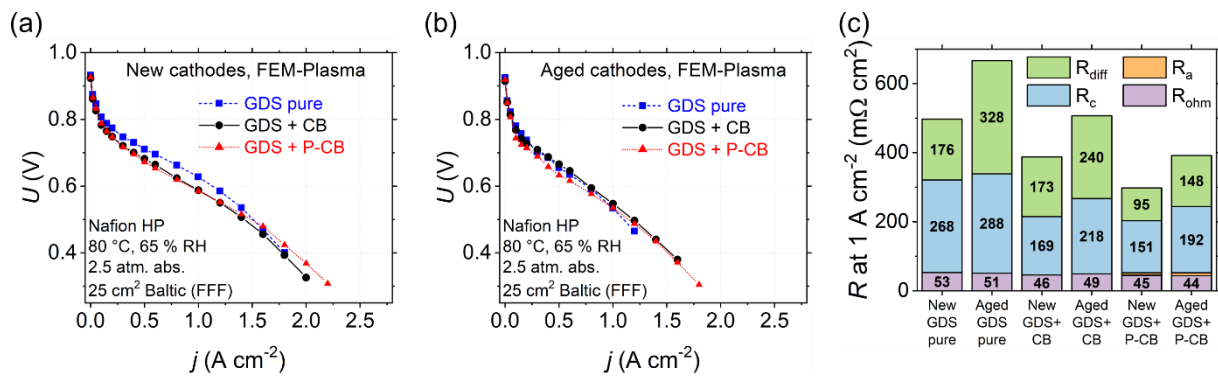 (a)
1.0
0.8
0.6
0.4
U (V)
New cathodes, FEM-Plasma
GDS pure
GDS + CB
GDS + P-CB
Nafion HP
80 °C, 65 % RH
2.5 atm. abs.
25 cm² Baltic (FFF)
0.0 0.5 1.0 1.5 2.0 2.5
j (A cm⁻²)
(b)
1.0
0.8
0.6
0.4
U (V)
Aged cathodes, FEM-Plasma
GDS pure
GDS + CB
GDS + P-CB
Nafion HP
80 °C, 65 % RH
2.5 atm. abs.
25 cm² Baltic (FFF)
0.0 0.5 1.0 1.5 2.0 2.5
j (A cm⁻²)
(c)
R at 1 A cm⁻² (mΩ cm²)
600
400
200
0
R_diff R_a
R_c R_ohm
176 328 173 240 95 148
268 288 169 218 151 192
53 51 46 49 45 44
New Aged New Aged New Aged
GDS GDS GDS+ GDS+ GDS+ GDS+
pure pure CB CB P-CB P-CB